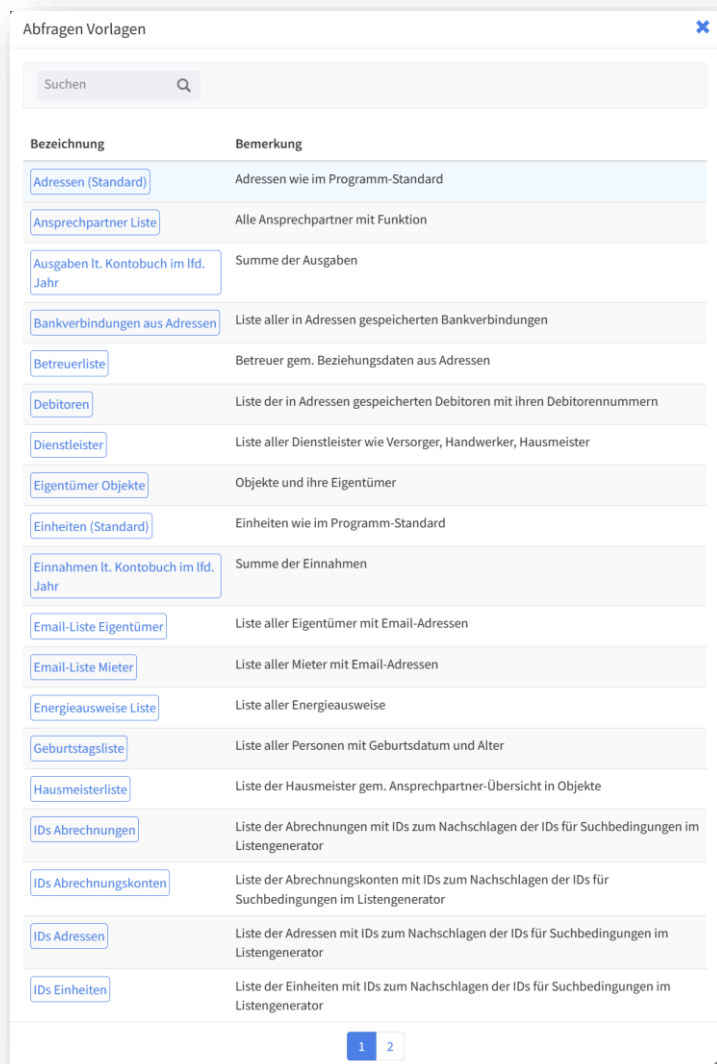 Abfragen Vorlagen
Suchen
Bezeichnung Bemerkung
Adressen (Standard) Adressen wie im Programm-Standard
Ansprechpartner Liste Alle Ansprechpartner mit Funktion
Ausgaben lt. Kontobuch im lfd. Summe der Ausgaben
Jahr
Bankverbindungen aus Adressen Liste aller in Adressen gespeicherten Bankverbindungen
Betreuerliste Betreuer gem. Beziehungsdaten aus Adressen
Debitoren Liste der in Adressen gespeicherten Debitoren mit ihren Debitorennummern
Dienstleister Liste aller Dienstleister wie Versorger, Handwerker, Hausmeister
Eigentümer Objekte Objekte und ihre Eigentümer
Einheiten (Standard) Einheiten wie im Programm-Standard
Einnahmen lt. Kontobuch im lfd. Summe der Einnahmen
Jahr
Email-Liste Eigentümer Liste aller Eigentümer mit Email-Adressen
Email-Liste Mieter Liste aller Mieter mit Email-Adressen
Energieausweise Liste Liste aller Energieausweise
Geburtstagsliste Liste aller Personen mit Geburtsdatum und Alter
Hausmeisterliste Liste der Hausmeister gem. Ansprechpartner-Übersicht in Objekte
IDs Abrechnungen Liste der Abrechnungen mit IDs zum Nachschlagen der IDs für Suchbedingungen im
Listengenerator
IDs Abrechnungskonten Liste der Abrechnungskonten mit IDs zum Nachschlagen der IDs für
Suchbedingungen im Listengenerator
IDs Adressen Liste der Adressen mit IDs zum Nachschlagen der IDs für Suchbedingungen im
Listengenerator
IDs Einheiten Liste der Einheiten mit IDs zum Nachschlagen der IDs für Suchbedingungen im
Listengenerator
1 2